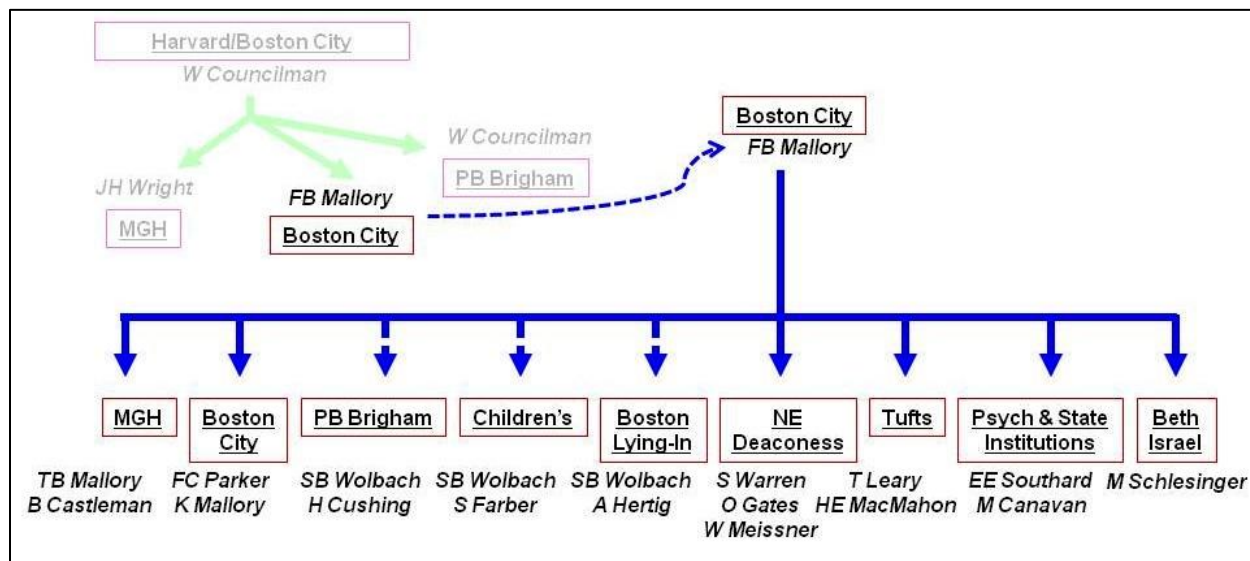 Harvard/Boston City
W Councilman
W Councilman
PB Brigham
JH Wright
MGH
FB Mallory
Boston City
Boston City
FB Mallory
MGH
TB Mallory
B Castleman
Boston
City
FC Parker
K Mallory
PB Brigham
SB Wolbach
H Cushing
Children's
SB Wolbach
S Farber
Boston
Lying-In
SB Wolbach
A Hertig
NE
Deaconess
S Warren
O Gates
W Meissner
Tufts
T Leary
HE MacMahon
Psych & State
Institutions
EE Southard
M Canavan
Beth
Israel
M Schlesinger